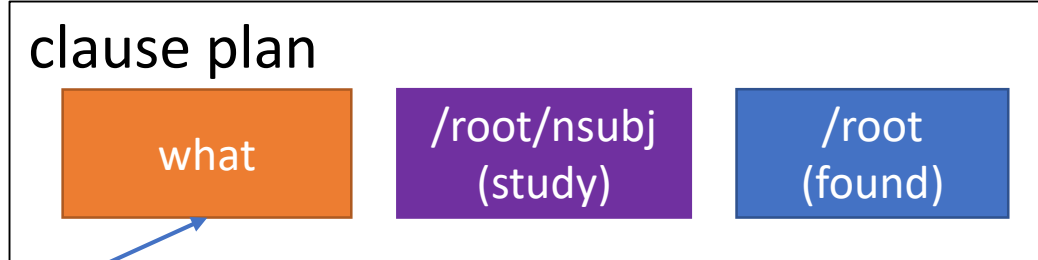 clause plan
what
/root/nsubj
(study)
/root
(found)